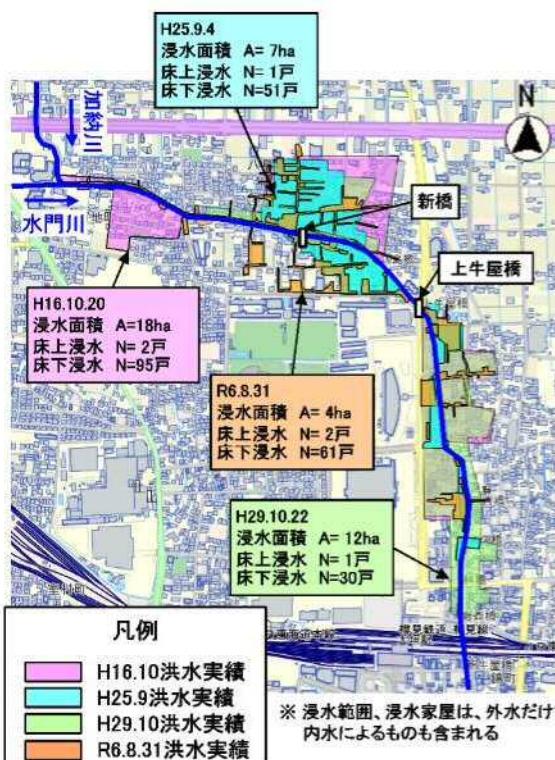 H25.9.4
浸水面積 A= 7ha
床上浸水 N= 1戸
床下浸水 N=51戸
N
加納川
水門川
新橋
上牛屋橋
H16.10.20
浸水面積 A=18ha
床上浸水 N= 2戸
床下浸水 N=95戸
R6.8.31
浸水面積 A= 4ha
床上浸水 N= 2戸
床下浸水 N=61戸
H29.10.22
浸水面積 A= 12ha
床上浸水 N= 1戸
床下浸水 N=30戸
樽見鉄道
凡例
H16.10洪水実績
H25.9洪水実績
H29.10洪水実績
R6.8.31洪水実績
※ 浸水範囲、浸水家屋は、外水だけ
内水によるものも含まれる